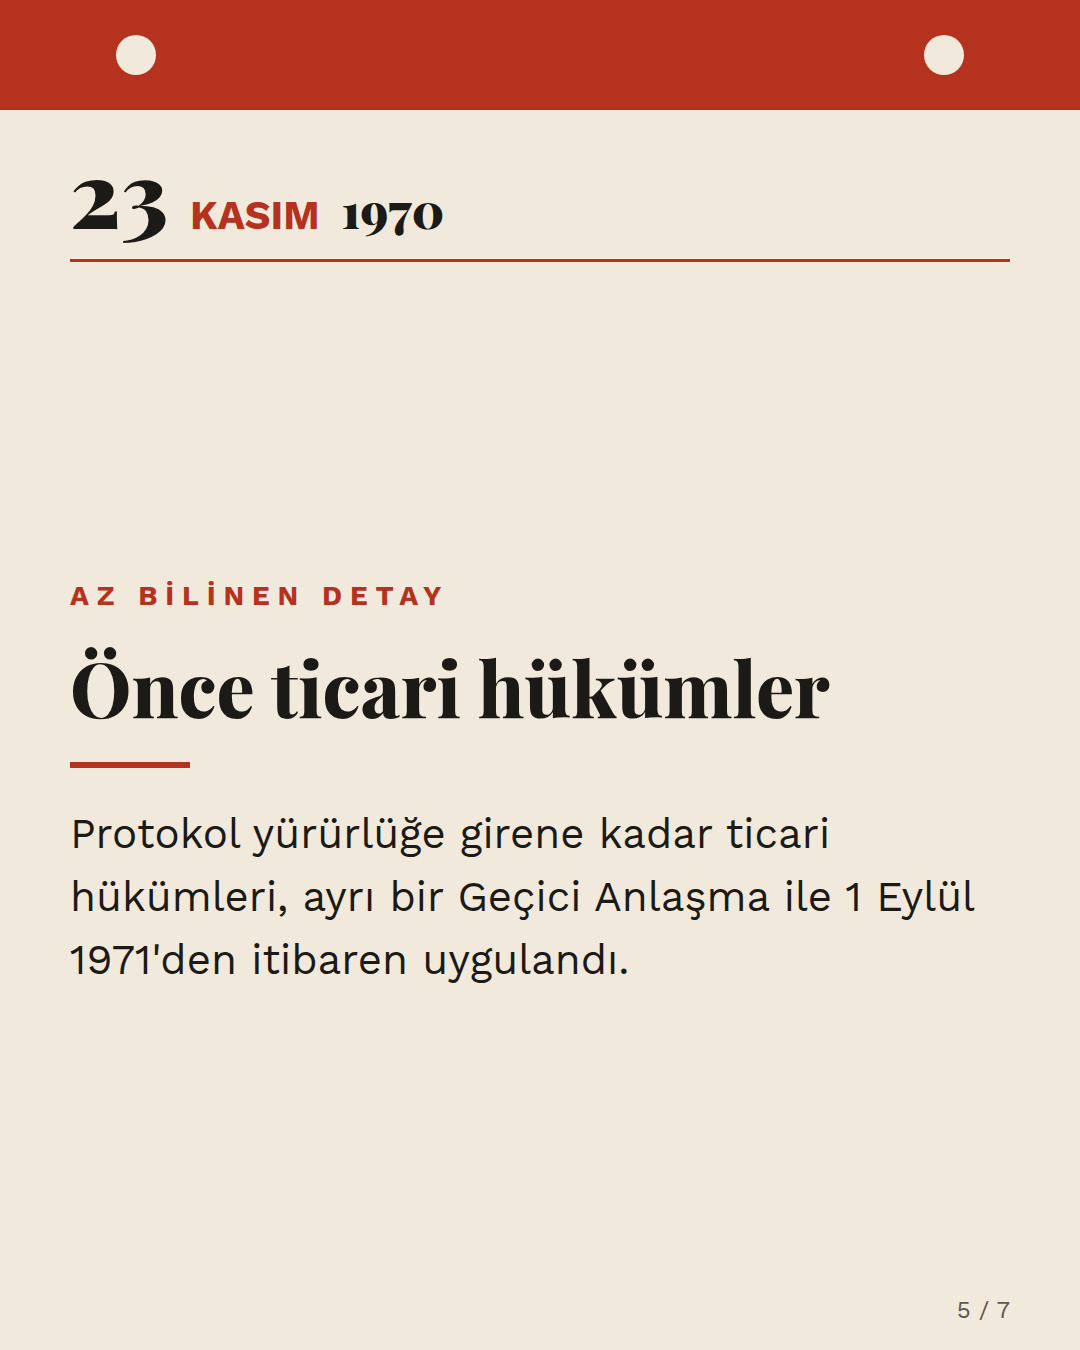 23 KASIM 1970
AZ BİLİNEN DETAY
Önce ticari hükümler
Protokol yürürlüğe girene kadar ticari
hükümleri, ayrı bir Geçici Anlaşma ile 1 Eylül
1971'den itibaren uygulandı.
5 / 7